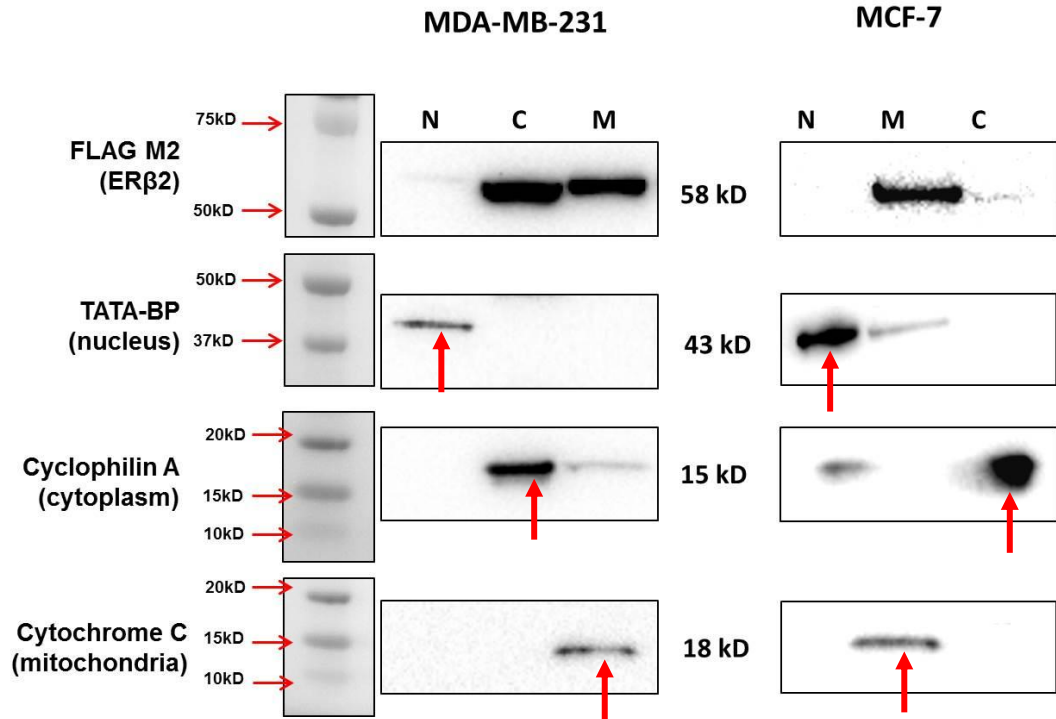 MDA-MB-231
MCF-7
N C M
N M C
FLAG M2
(ERβ2)
75kD
50kD
58 kD
TATA-BP
(nucleus)
50kD
37kD
43 kD
Cyclophilin A
(cytoplasm)
20kD
15kD
10kD
15 kD
Cytochrome C
(mitochondria)
20kD
15kD
10kD
18 kD